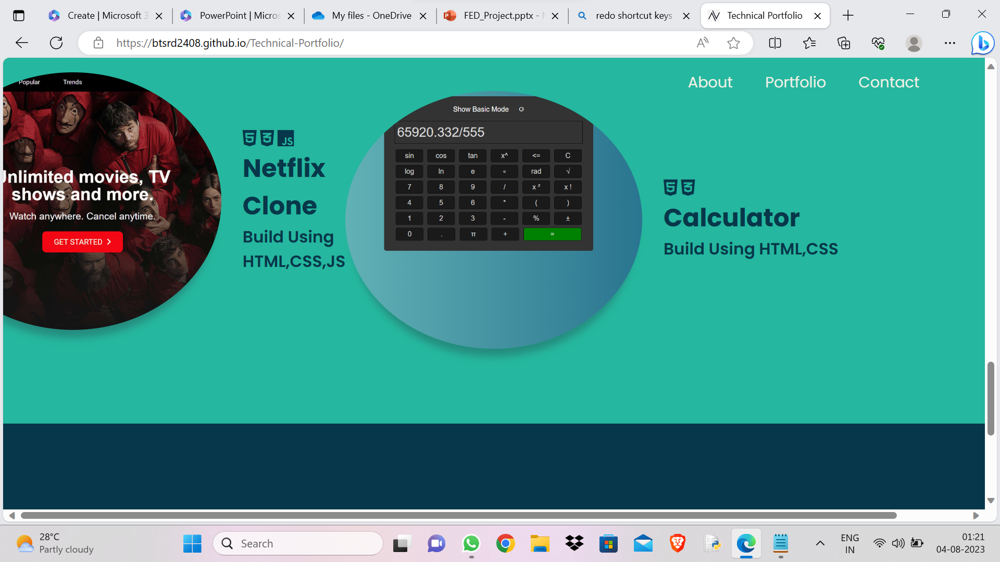 Create | Microsoft 3
PowerPoint | Micros
My files - OneDrive
FED_Project.pptx - M
redo shortcut keys
Technical Portfolio
https://btsrd2408.github.io/Technical-Portfolio/
About
Portfolio
Contact
Popular
Trends
Unlimited movies, TV
shows and more.
Watch anywhere. Cancel anytime.
GET STARTED
JS
Netflix
Clone
Build Using
HTML,CSS,JS
Show Basic Mode
65920.332/555
sin cos tan x^ <= C
log ln e ∘ rad √
7 8 9 / x ² x !
4 5 6 * ( )
1 2 3 - % ±
0 . π + =
Calculator
Build Using HTML,CSS
28°C
Partly cloudy
Search
ENG
IN
01:21
04-08-2023